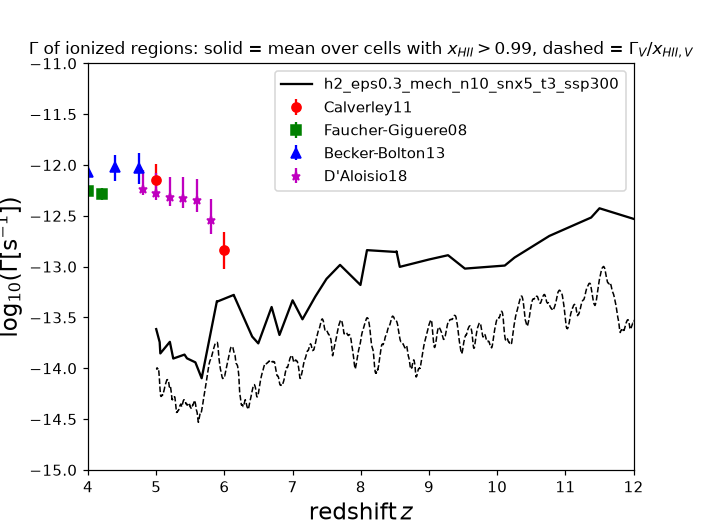 Γ of ionized regions: solid = mean over cells with x_HII > 0.99, dashed = Γ_V/x_HII,V
−11.0
−11.5
−12.0
−12.5
−13.0
−13.5
−14.0
−14.5
−15.0
log₁₀(Γ[s⁻¹])
h2_eps0.3_mech_n10_snx5_t3_ssp300
Calverley11
Faucher-Giguere08
Becker-Bolton13
D'Aloisio18
4 5 6 7 8 9 10 11 12
redshift z